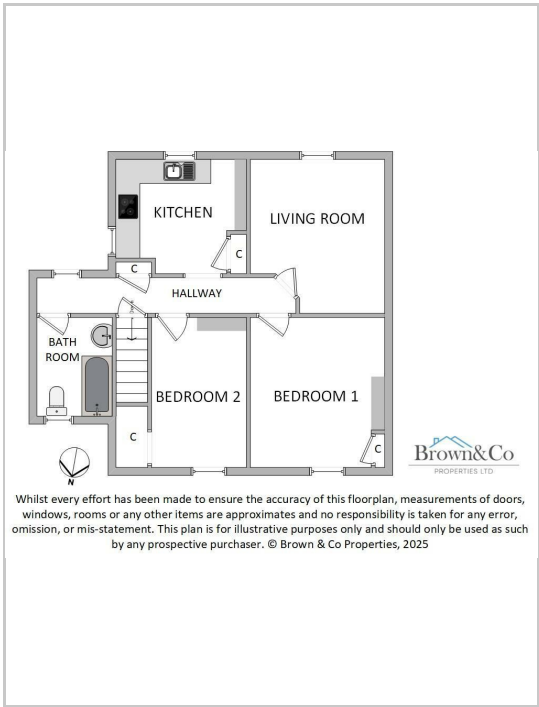 KITCHEN
LIVING ROOM
C
C
HALLWAY
Down
BATH
ROOM
BEDROOM 2
BEDROOM 1
C
C
N
Brown&Co
PROPERTIES LTD
Whilst every effort has been made to ensure the accuracy of this floorplan, measurements of doors,
windows, rooms or any other items are approximates and no responsibility is taken for any error,
omission, or mis-statement. This plan is for illustrative purposes only and should only be used as such
by any prospective purchaser. © Brown & Co Properties, 2025